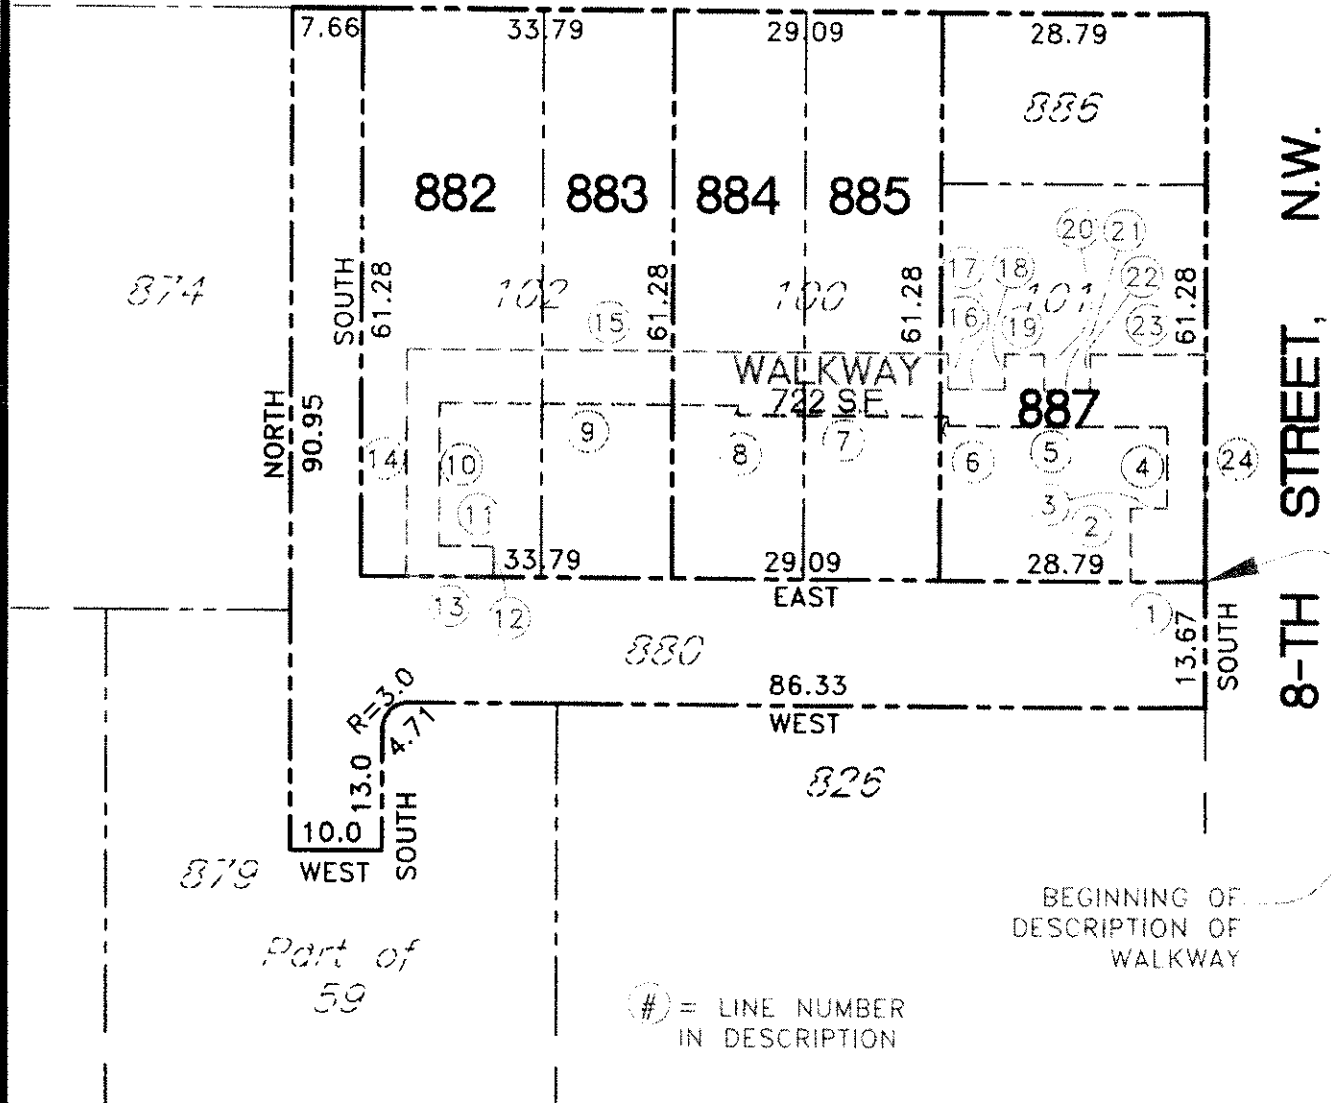 7.66 33.79 29.09 28.79
886
882 883 884 885
874
SOUTH
61.28
102
61.28
100
61.28
101
61.28
20 21
17 18 22
16 19 23
15
WALKWAY
722 S.F.
887
NORTH
90.95
14 10 9 8 7 6 5 4 24
11 3 2
33.79 29.09 28.79
EAST
13 12 1
880
13.67
SOUTH
86.33
WEST
R=3.0
4.71
13.0
SOUTH
10.0
WEST
826
879
Part of
59
8-TH STREET, N.W.
BEGINNING OF
DESCRIPTION OF
WALKWAY
# = LINE NUMBER
IN DESCRIPTION